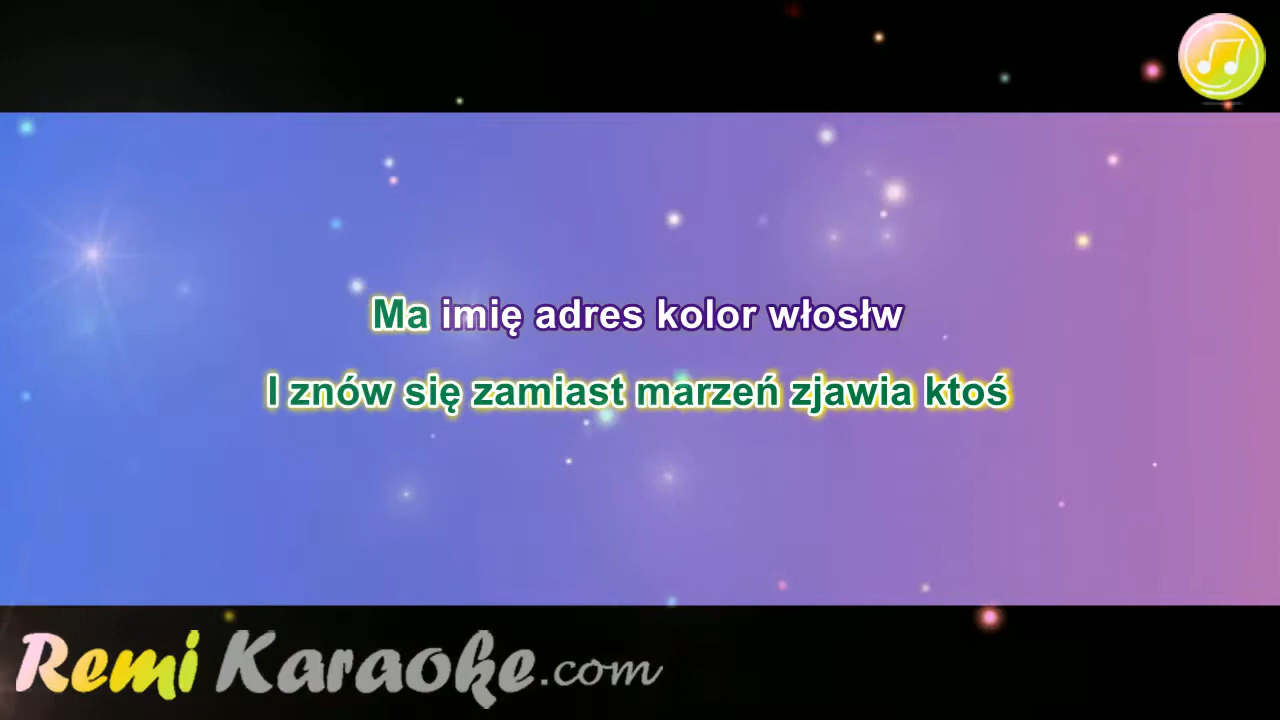 Ma imię adres kolor włosłw
I znów się zamiast marzeń zjawia ktoś
Remi Karaoke.com